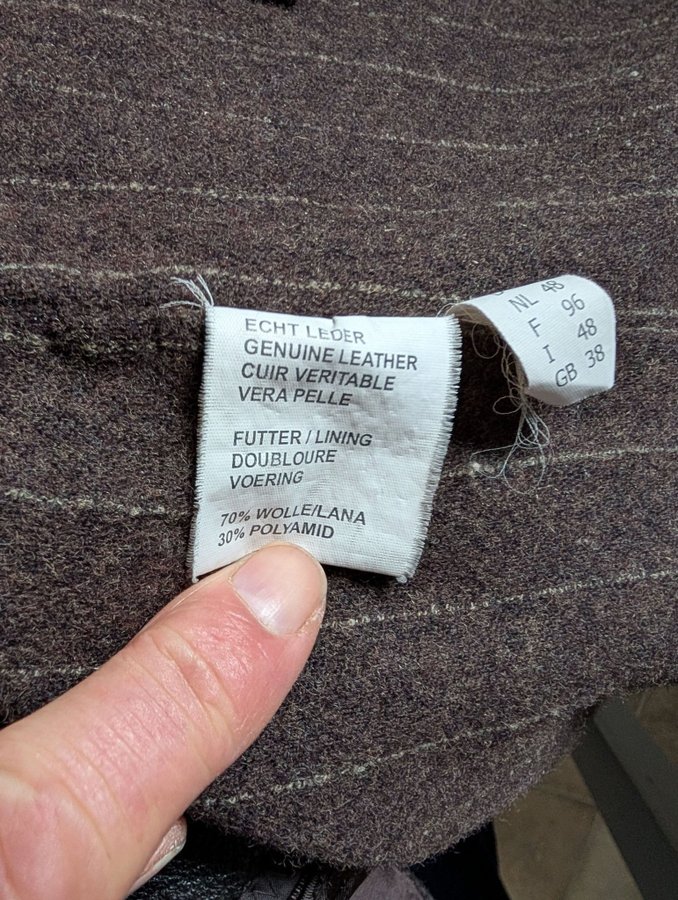 ECHT LEDER
GENUINE LEATHER
CUIR VERITABLE
VERA PELLE
FUTTER / LINING
DOUBLOURE
VOERING
70% WOLLE/LANA
30% POLYAMID
NL 48
F 96
I 48
GB 38